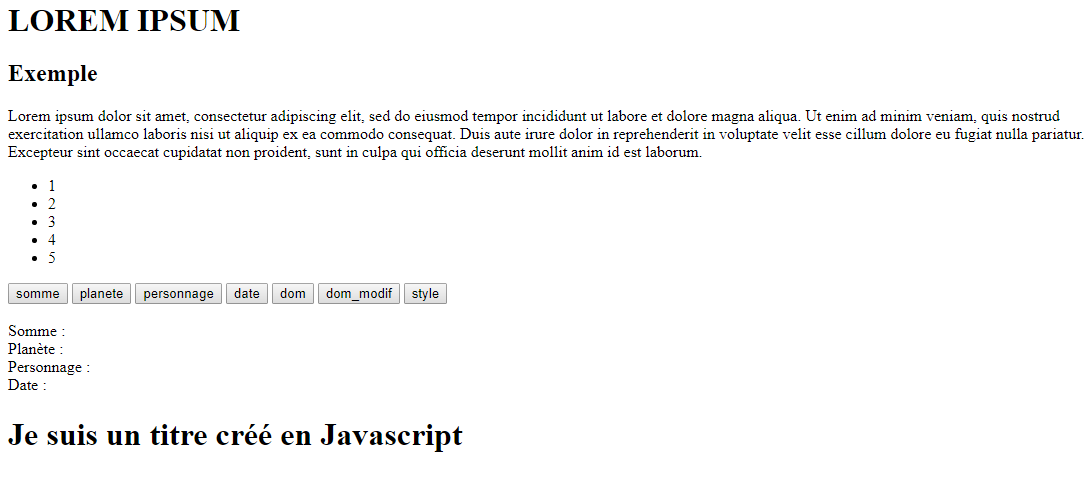 LOREM IPSUM
Exemple
Lorem ipsum dolor sit amet, consectetur adipiscing elit, sed do eiusmod tempor incididunt ut labore et dolore magna aliqua. Ut enim ad minim veniam, quis nostrud
exercitation ullamco laboris nisi ut aliquip ex ea commodo consequat. Duis aute irure dolor in reprehenderit in voluptate velit esse cillum dolore eu fugiat nulla pariatur.
Excepteur sint occaecat cupidatat non proident, sunt in culpa qui officia deserunt mollit anim id est laborum.
• 1
• 2
• 3
• 4
• 5
somme planete personnage date dom dom_modif style
Somme :
Planète :
Personnage :
Date :
Je suis un titre créé en Javascript